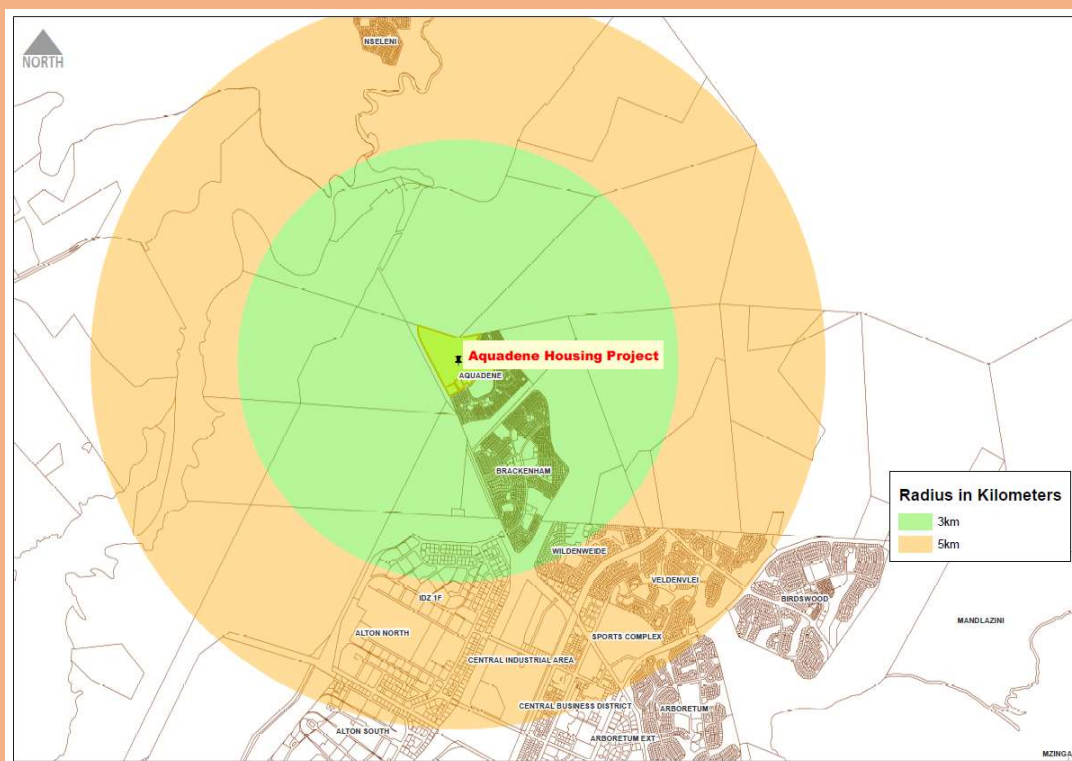 NSELENI
NORTH
Aquadene Housing Project
AQUADENE
BRACKENHAM
Radius in Kilometers
3km
5km
WILDENWEIDE
VELDENVLEI
IDZ 1F
BIRDSWOOD
MANDLAZINI
ALTON NORTH
SPORTS COMPLEX
CENTRAL INDUSTRIAL AREA
CENTRAL BUSINESS DISTRICT
ARBORETUM
ALTON SOUTH
ARBORETUM EXT
MZINGA